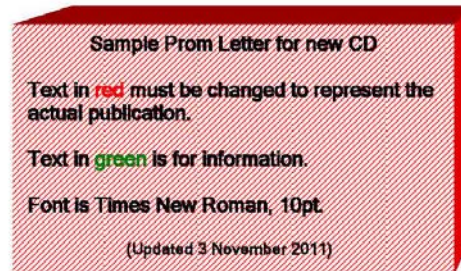 Sample Prom Letter for new CD
Text in red must be changed to represent the
actual publication.
Text in green is for information.
Font is Times New Roman, 10pt.
(Updated 3 November 2011)